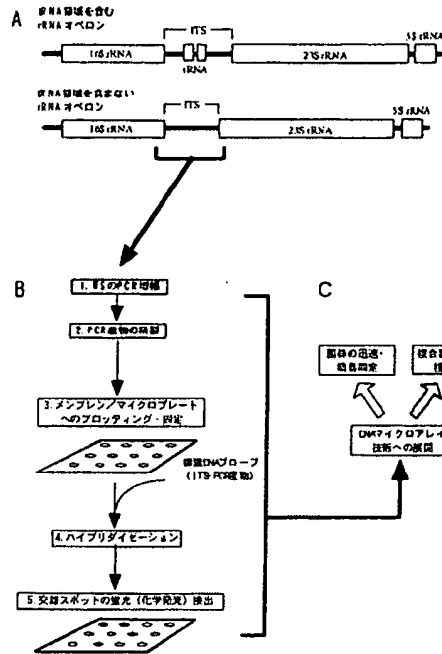 A
tRNA領域を含む
rRNAオペロン
ITS
5S rRNA
16S rRNA
23S rRNA
tRNA
tRNA領域を含まない
rRNAオペロン
ITS
5S rRNA
16S rRNA
23S rRNA
B
1. ITSのPCR増幅
2. PCR産物の精製
3. メンブレン/マイクロプレート
へのブロッティング・固定
標識DNAプローブ
(ITS-PCR産物)
4. ハイブリダイゼーション
5. 交雑スポットの蛍光(化学発光)検出
C
菌株の迅速・
簡易同定
複合
DNAマイクロアレイ
技術への展開